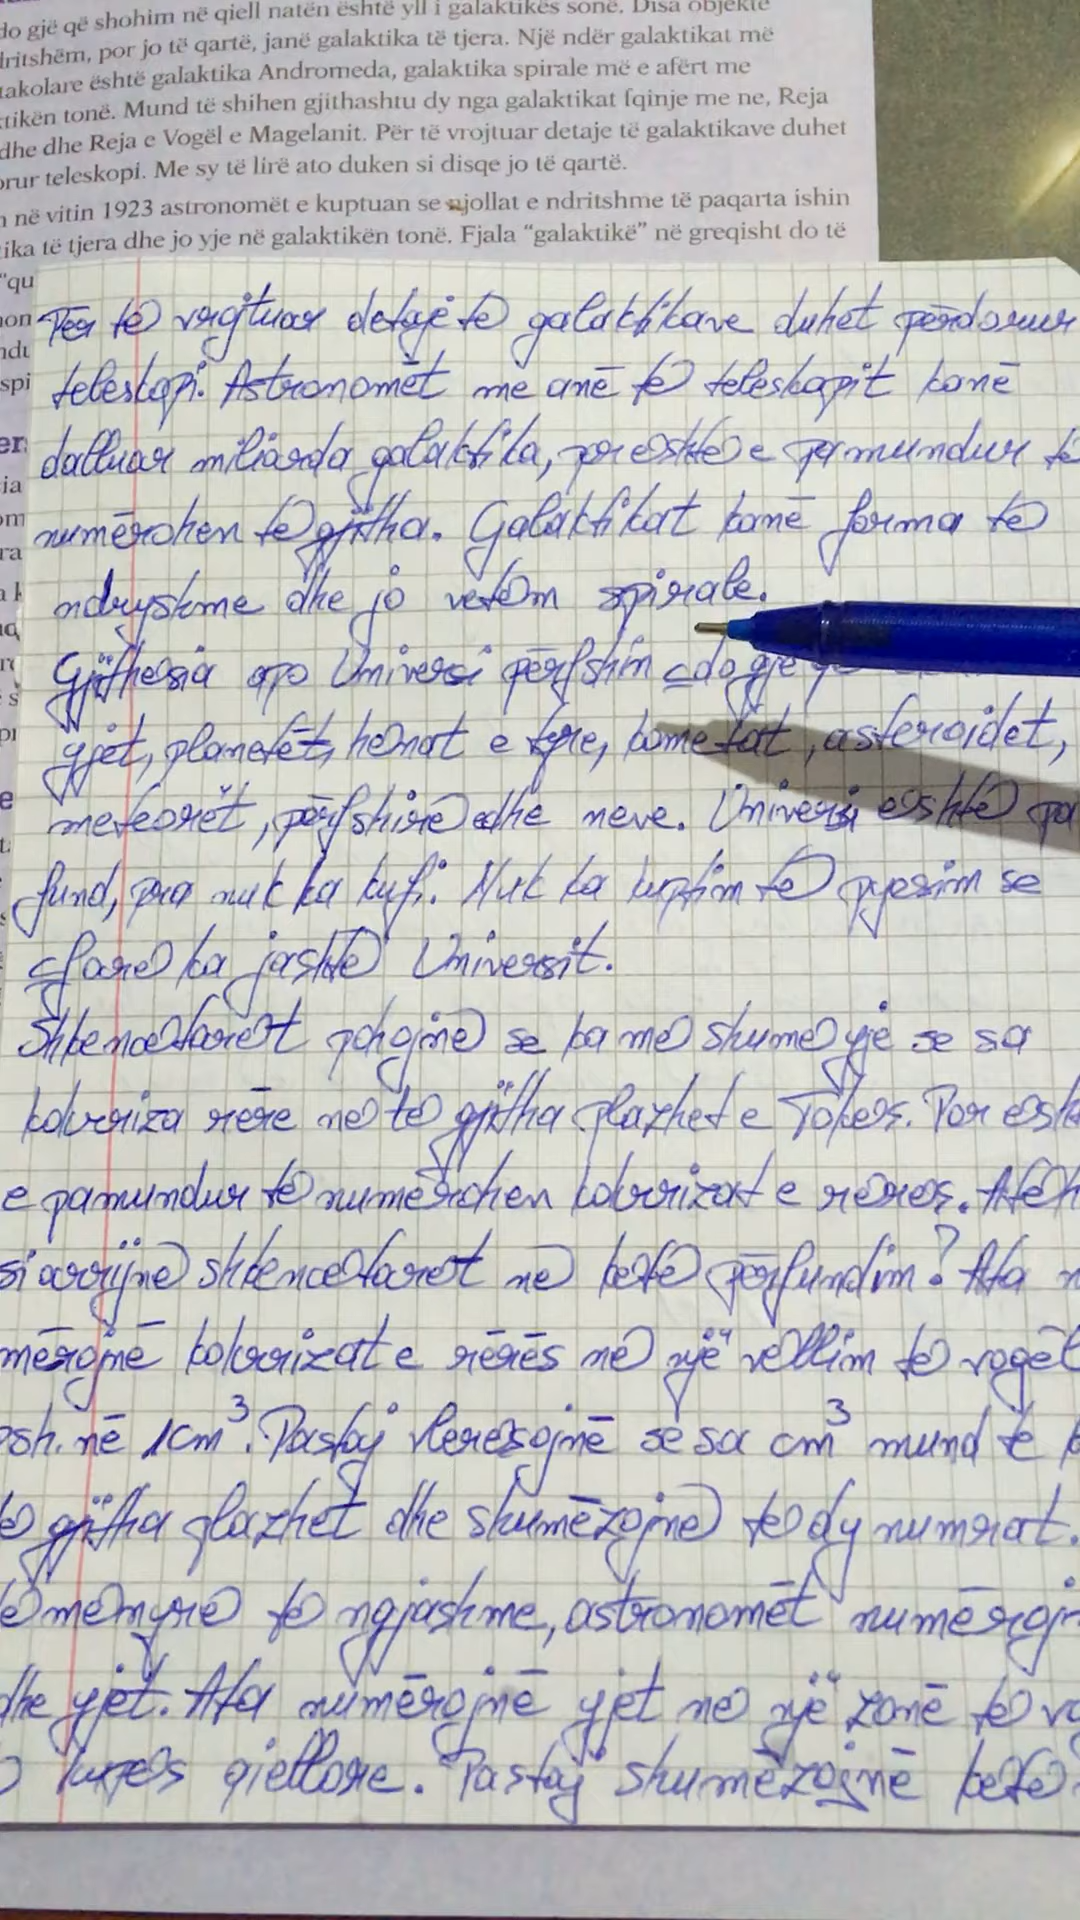 do gjë që shohim në qiell natën është yll i galaktikës sonë. Disa objekte
dritshëm, por jo të qartë, janë galaktika të tjera. Një ndër galaktikat më
takolare është galaktika Andromeda, galaktika spirale më e afërt me
tikën tonë. Mund të shihen gjithashtu dy nga galaktikat fqinje me ne, Reja
dhe dhe Reja e Vogël e Magelanit. Për të vrojtuar detaje të galaktikave duhet
orur teleskopi. Me sy të lirë ato duken si disqe jo të qartë.
n në vitin 1923 astronomët e kuptuan se njollat e ndritshme të paqarta ishin
ika të tjera dhe jo yje në galaktikën tonë. Fjala "galaktikë" në greqisht do të
"qu
Për të vrojtuar detaje të galaktikave duhet përdorur
teleskopi. Astronomët me anë të teleskopit kanë
dalluar miliarda galaktika, por është e pamundur të
numërohen të gjitha. Galaktikat kanë forma të
ndryshme dhe jo vetëm spirale.
Gjithësia apo Universi përfshin çdo gjë
yjet, planetët, hënat e tyre, kometat, asteroidet,
meteorët, përfshirë edhe neve. Universi është pa
fund, pra nuk ka kufi. Nuk ka kuptim të pyesim se
çfarë ka jashtë Universit.
Shkencëtarët pohojnë se ka më shumë yje se sa
kokrriza rëre në të gjitha plazhet e Tokës. Por ësh
e pamundur të numërohen kokrrizat e rërës. Atëh
si arrijnë shkencëtarët në këtë përfundim? Ata n
mërojnë kokrrizat e rërës në një vëllim të vogël
psh. në 1cm³. Pastaj vlerësojnë se sa cm³ mund të k
të gjitha plazhet dhe shumëzojnë të dy numrat.
ë mënyrë të ngjashme, astronomët numëroj
dhe yjet. Ata numërojnë yjet në një zonë të vo
kupës qiellore. Pastaj shumëzojnë këtë